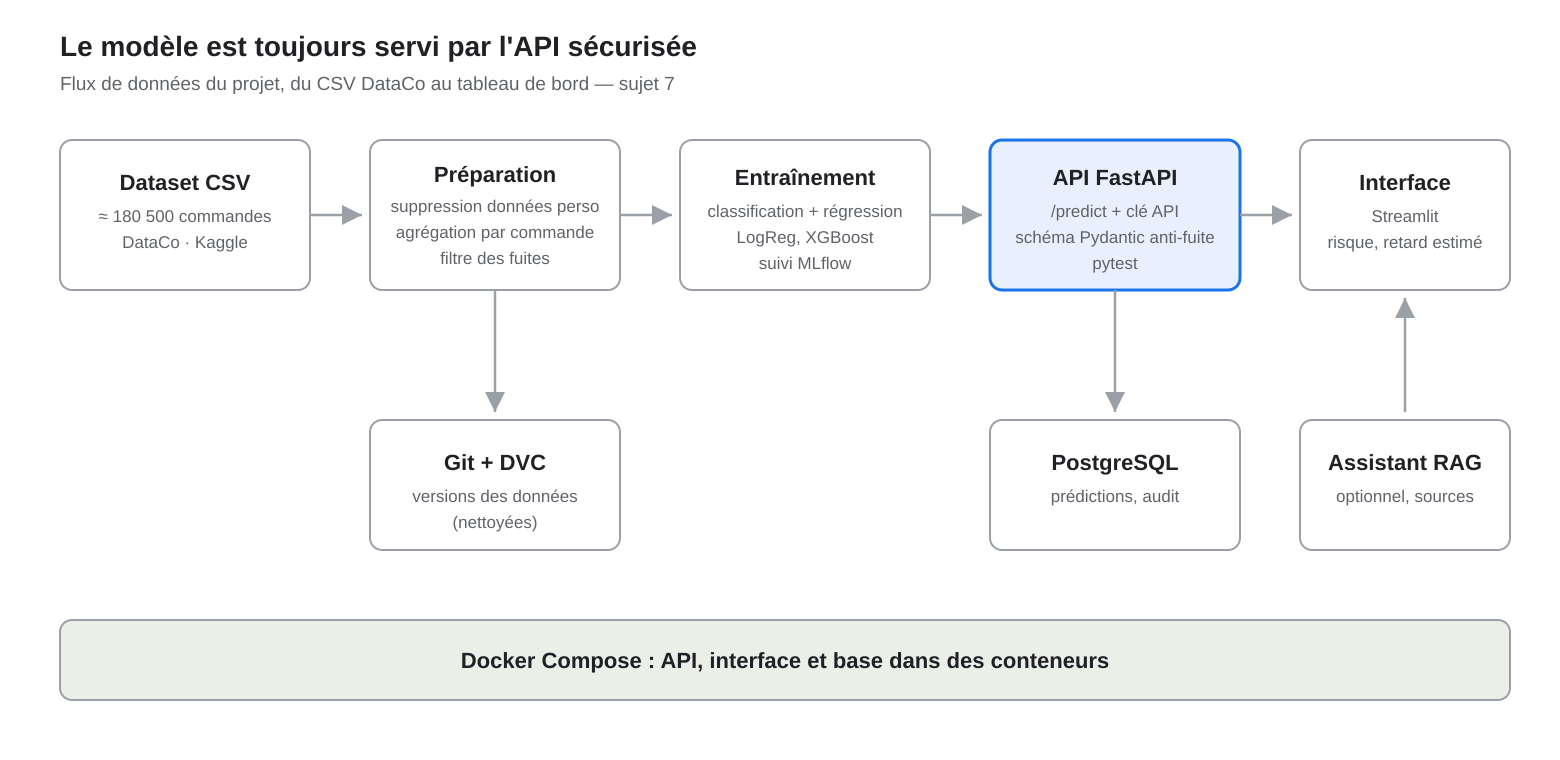 Le modèle est toujours servi par l'API sécurisée
Flux de données du projet, du CSV DataCo au tableau de bord — sujet 7
Dataset CSV
≈ 180 500 commandes
DataCo · Kaggle
Préparation
suppression données perso
agrégation par commande
filtre des fuites
Entraînement
classification + régression
LogReg, XGBoost
suivi MLflow
API FastAPI
/predict + clé API
schéma Pydantic anti-fuite
pytest
Interface
Streamlit
risque, retard estimé
Git + DVC
versions des données
(nettoyées)
PostgreSQL
prédictions, audit
Assistant RAG
optionnel, sources
Docker Compose : API, interface et base dans des conteneurs